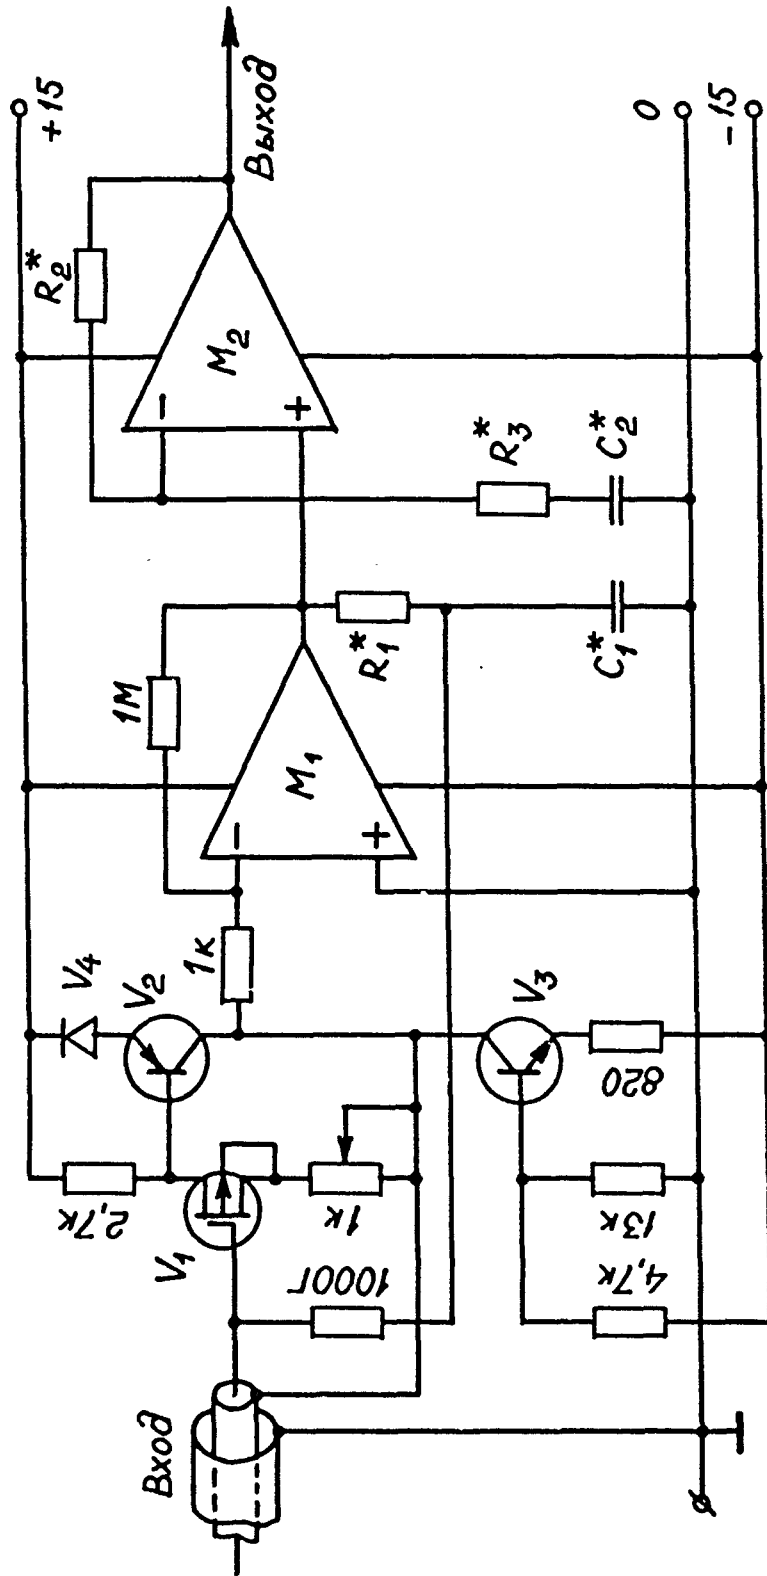 Вход
V₁
2,7к
1к
1000Г
V4
V₂
1к
V₃
820
13к
4,7к
1М
M₁
−
+
R₁*
C₁*
R₂*
M₂
−
+
R₃*
C₂*
Выход
+15
0
−15